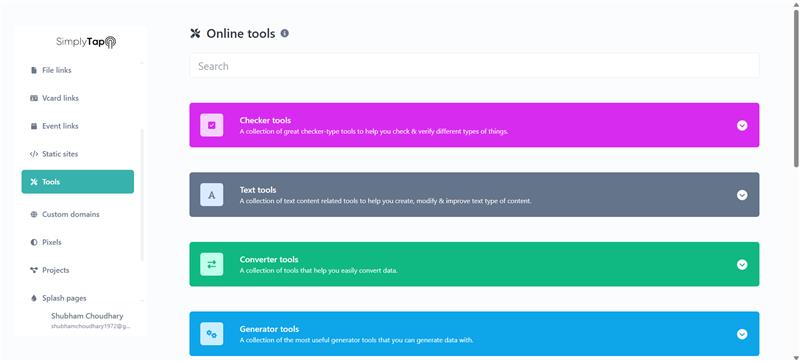 SimplyTap
File links
Vcard links
Event links
</> Static sites
Tools
Custom domains
Pixels
Projects
Splash pages
Shubham Choudhary
shubhamchoudhary1972@g...
Online tools
Search
Checker tools
A collection of great checker-type tools to help you check & verify different types of things.
A
Text tools
A collection of text content related tools to help you create, modify & improve text type of content.
Converter tools
A collection of tools that help you easily convert data.
Generator tools
A collection of the most useful generator tools that you can generate data with.